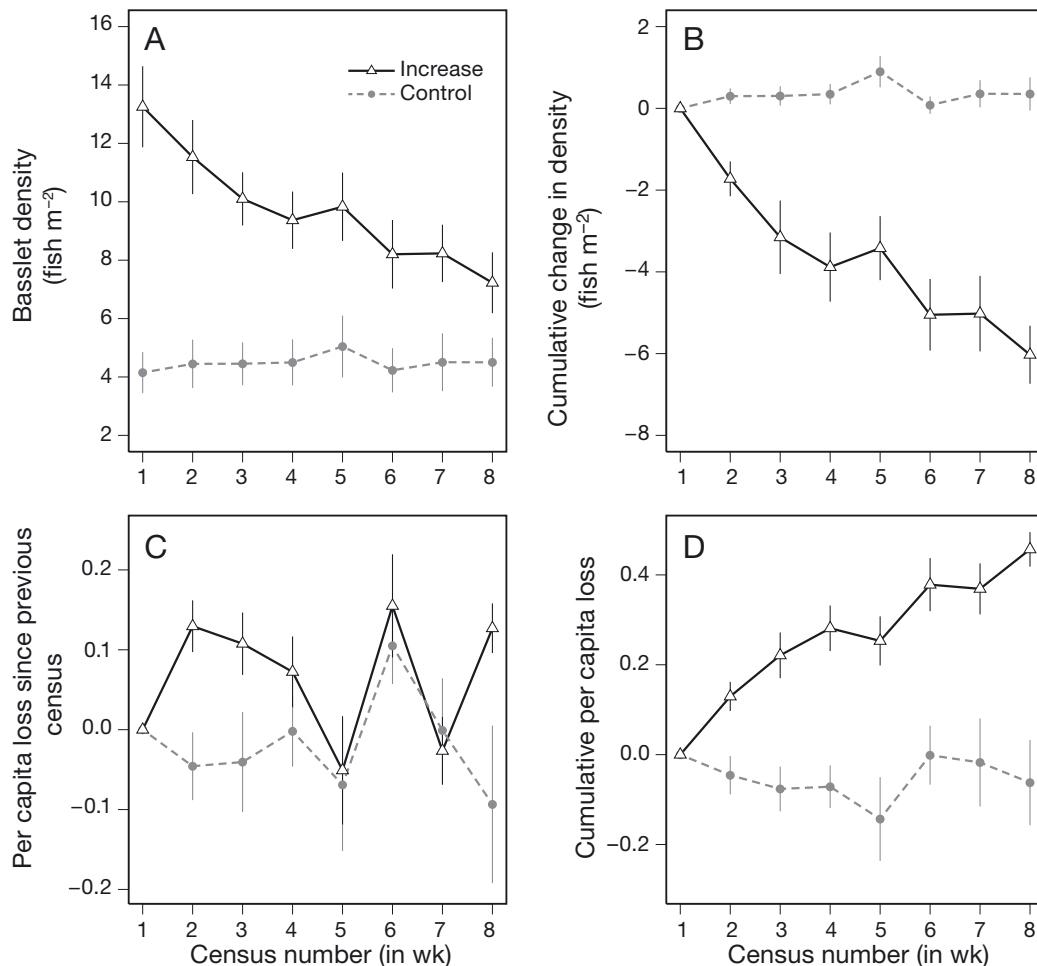 A
Increase
Control
Basslet density
(fish m⁻²)
16
14
12
10
8
6
4
2
1 2 3 4 5 6 7 8
B
Cumulative change in density
(fish m⁻²)
2
0
−2
−4
−6
−8
1 2 3 4 5 6 7 8
C
Per capita loss since previous
census
0.2
0.1
0.0
−0.1
−0.2
1 2 3 4 5 6 7 8
Census number (in wk)
D
Cumulative per capita loss
0.4
0.2
0.0
−0.2
1 2 3 4 5 6 7 8
Census number (in wk)